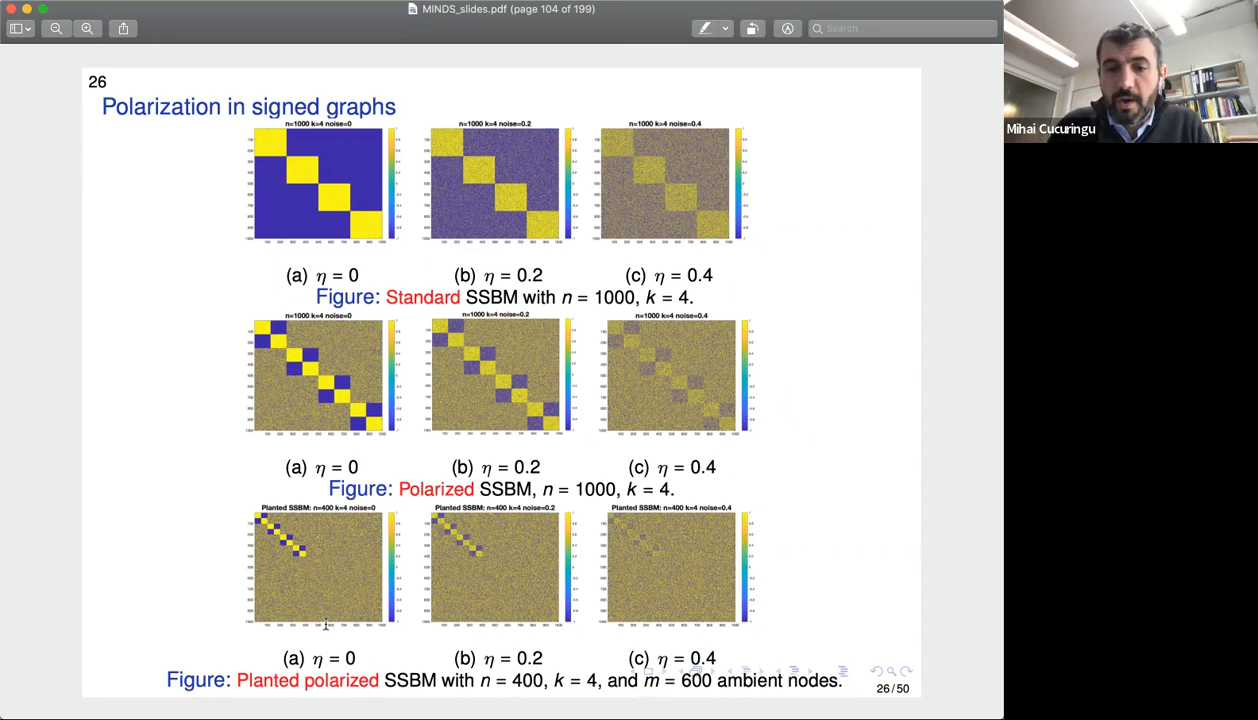 MINDS_slides.pdf (page 104 of 199)
Search
Mihai Cucuringu
26
Polarization in signed graphs
n=1000 k=4 noise=0
n=1000 k=4 noise=0.2
n=1000 k=4 noise=0.4
(a) η = 0
(b) η = 0.2
(c) η = 0.4
Figure: Standard SSBM with n = 1000, k = 4.
n=1000 k=4 noise=0
n=1000 k=4 noise=0.2
n=1000 k=4 noise=0.4
(a) η = 0
(b) η = 0.2
(c) η = 0.4
Figure: Polarized SSBM, n = 1000, k = 4.
Planted SSBM: n=400 k=4 noise=0
Planted SSBM: n=400 k=4 noise=0.2
Planted SSBM: n=400 k=4 noise=0.4
(a) η = 0
(b) η = 0.2
(c) η = 0.4
Figure: Planted polarized SSBM with n = 400, k = 4, and m = 600 ambient nodes.
26/50